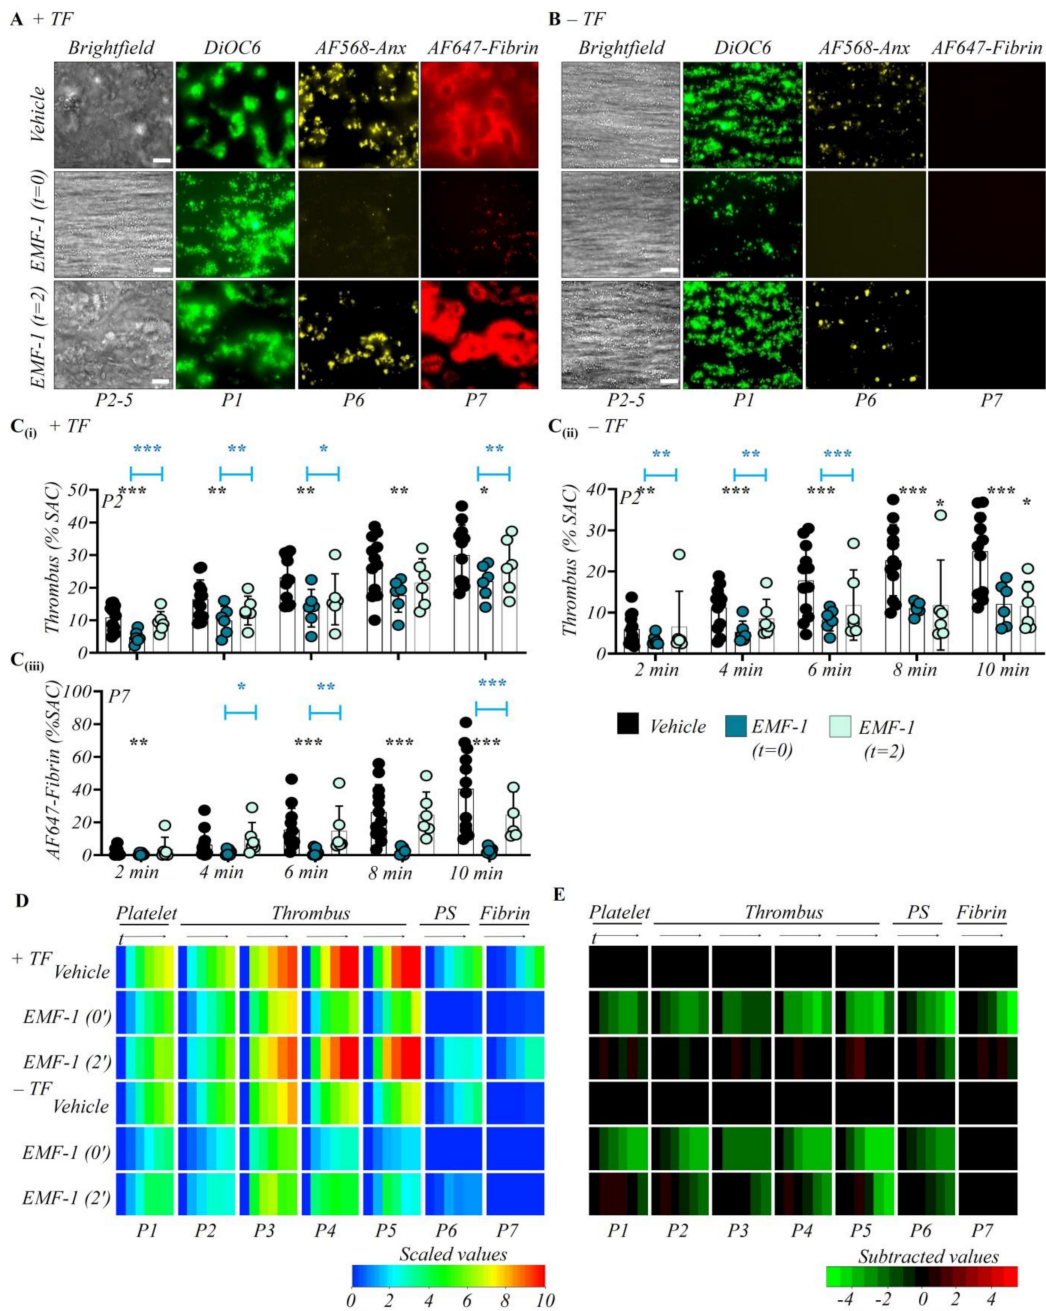 A + TF
B – TF
Brightfield DiOC6 AF568-Anx AF647-Fibrin
Brightfield DiOC6 AF568-Anx AF647-Fibrin
Vehicle
EMF-1 (t=0)
EMF-1 (t=2)
P2-5 P1 P6 P7
P2-5 P1 P6 P7
C(i) + TF
*** ** * **
P2
*** ** ** ** *
Thrombus (% SAC)
50
40
30
20
10
0
C(ii) – TF
** ** ***
P2
** *** *** *** * *** *
Thrombus (% SAC)
40
30
20
10
0
2 min 4 min 6 min 8 min 10 min
C(iii)
P7
* ** ***
** *** *** ***
AF647-Fibrin (%SAC)
100
80
60
40
20
0
2 min 4 min 6 min 8 min 10 min
Vehicle EMF-1 (t=0) EMF-1 (t=2)
D
Platelet Thrombus PS Fibrin
t
+ TF
Vehicle
EMF-1 (0')
EMF-1 (2')
– TF
Vehicle
EMF-1 (0')
EMF-1 (2')
P1 P2 P3 P4 P5 P6 P7
Scaled values
0 2 4 6 8 10
E
Platelet Thrombus PS Fibrin
t
P1 P2 P3 P4 P5 P6 P7
Subtracted values
-4 -2 0 2 4